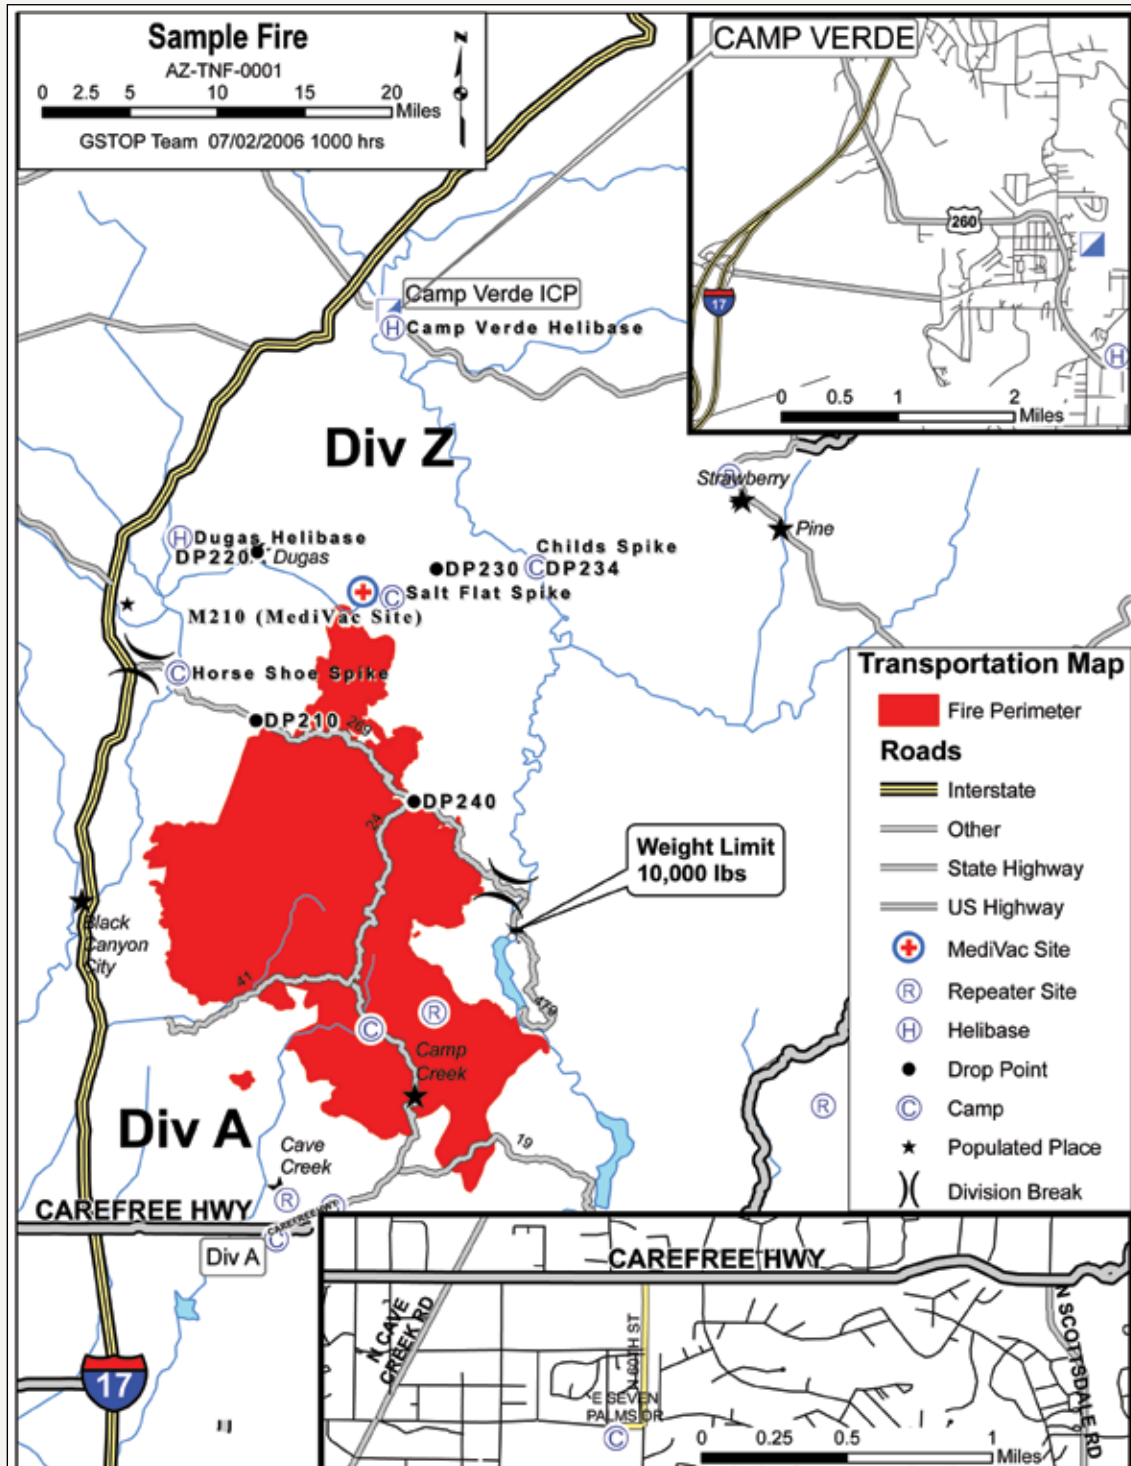 Sample Fire
AZ-TNF-0001
0 2.5 5 10 15 20
Miles
GSTOP Team 07/02/2006 1000 hrs
N
CAMP VERDE
260
17
H
0 0.5 1 2
Miles
Camp Verde ICP
H Camp Verde Helibase
Div Z
R
Strawberry
Pine
H Dugas Helibase
DP220 Dugas
Childs Spike
DP230 C DP234
C Salt Flat Spike
M210 (MediVac Site)
C Horse Shoe Spike
DP210
269
DP240
24
Weight Limit
10,000 lbs
Black
Canyon
City
41
479
R
C
Camp
Creek
Div A
19
Cave
Creek
R
CAREFREE HWY
CAREFREE HWY
C
Div A
17
Transportation Map
Fire Perimeter
Roads
Interstate
Other
State Highway
US Highway
MediVac Site
R Repeater Site
H Helibase
Drop Point
C Camp
Populated Place
Division Break
R
CAREFREE HWY
N CAVE
CREEK RD
N 60TH ST
E SEVEN
PALMS DR
C
N SCOTTSDALE RD
0 0.25 0.5 1
Miles